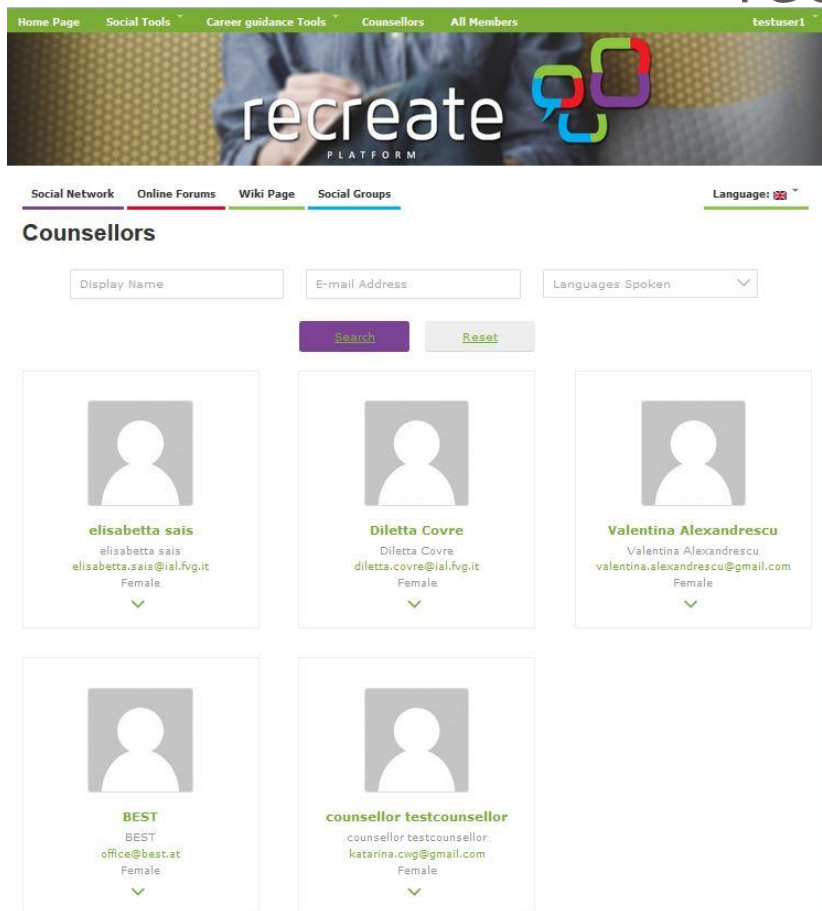 Home Page Social Tools Career guidance Tools Counsellors All Members testuser1
recreate
PLATFORM
Social Network Online Forums Wiki Page Social Groups Language:
Counsellors
Display Name E-mail Address Languages Spoken
Search Reset
elisabetta sais Diletta Covre Valentina Alexandrescu
elisabetta sais Diletta Covre Valentina Alexandrescu
elisabetta.sais@ial.fvg.it diletta.covre@ial.fvg.it valentina.alexandrescu@gmail.com
Female Female Female
BEST counsellor testcounsellor
BEST counsellor testcounsellor
office@best.at katarina.cwg@gmail.com
Female Female